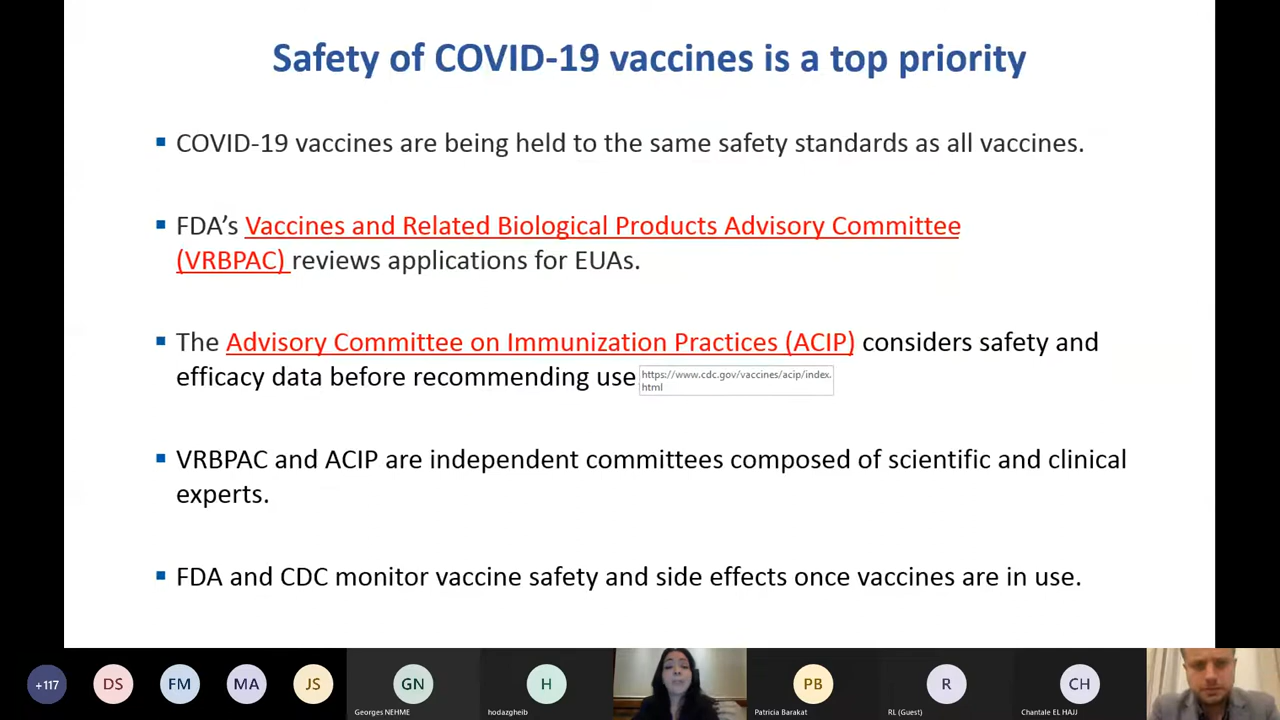 Safety of COVID-19 vaccines is a top priority
▪ COVID-19 vaccines are being held to the same safety standards as all vaccines.
▪ FDA’s Vaccines and Related Biological Products Advisory Committee
(VRBPAC) reviews applications for EUAs.
▪ The Advisory Committee on Immunization Practices (ACIP) considers safety and
efficacy data before recommending use
https://www.cdc.gov/vaccines/acip/index.
html
▪ VRBPAC and ACIP are independent committees composed of scientific and clinical
experts.
▪ FDA and CDC monitor vaccine safety and side effects once vaccines are in use.
+117 DS FM MA JS GN H PB R CH
Georges NEHME hodazgheib Patricia Barakat RL (Guest) Chantale EL HAJJ